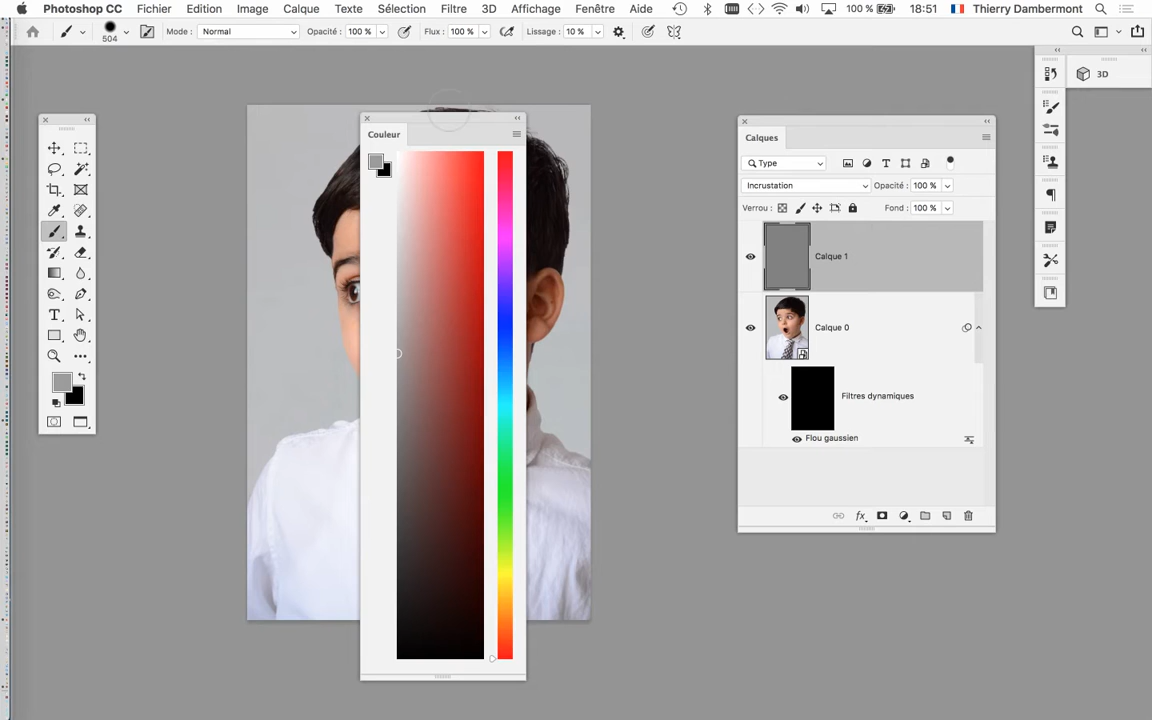 Photoshop CC Fichier Edition Image Calque Texte Sélection Filtre 3D Affichage Fenêtre Aide 100 % 18:51 Thierry Dambermont
504 Mode : Normal Opacité : 100 % Flux : 100 % Lissage : 10 %
3D
Couleur
Calques
Type
Incrustation Opacité : 100 %
Verrou : Fond : 100 %
Calque 1
Calque 0
Filtres dynamiques
Flou gaussien
fx